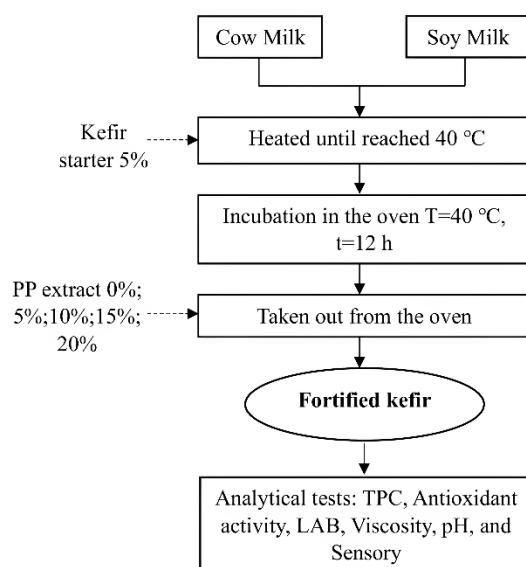 Cow Milk
Soy Milk
Kefir
starter 5%
Heated until reached 40 °C
Incubation in the oven T=40 °C,
t=12 h
PP extract 0%;
5%;10%;15%;
20%
Taken out from the oven
Fortified kefir
Analytical tests: TPC, Antioxidant
activity, LAB, Viscosity, pH, and
Sensory